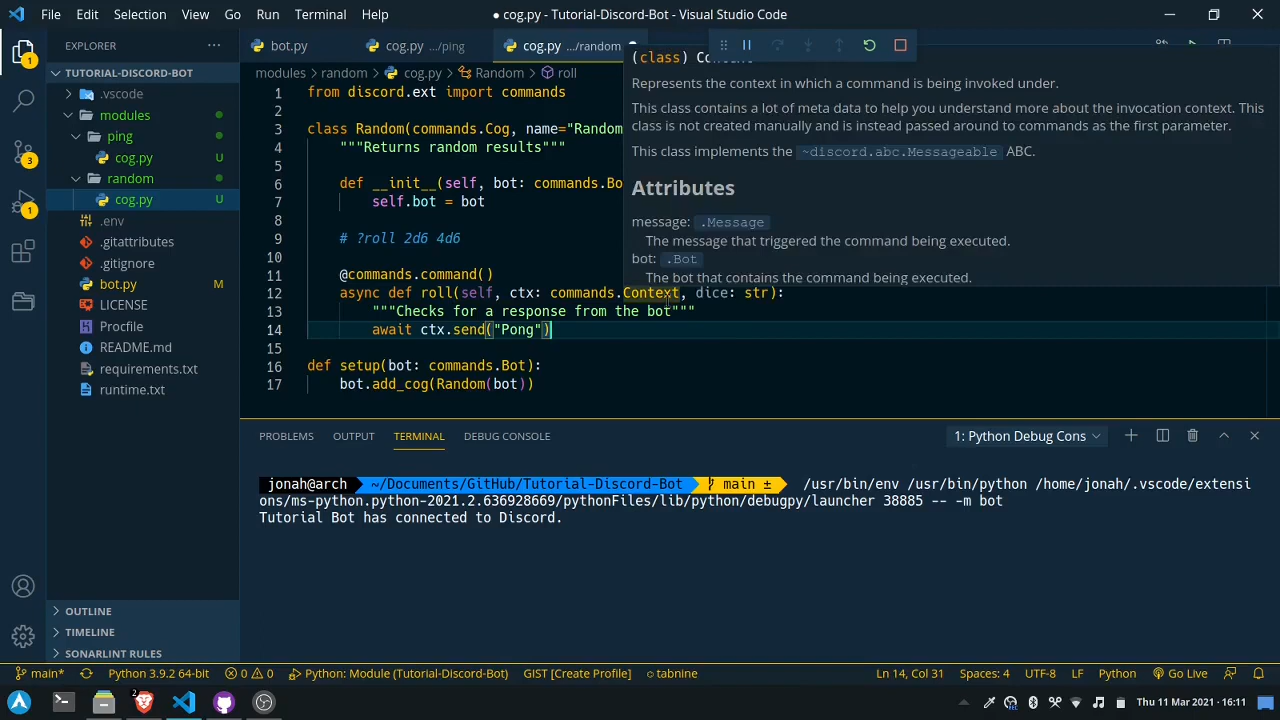 File Edit Selection View Go Run Terminal Help
● cog.py - Tutorial-Discord-Bot - Visual Studio Code
EXPLORER
bot.py
cog.py .../ping
cog.py .../random
TUTORIAL-DISCORD-BOT
.vscode
modules
ping
cog.py U
random
cog.py U
.env
.gitattributes
.gitignore
bot.py M
LICENSE
Procfile
README.md
requirements.txt
runtime.txt
OUTLINE
TIMELINE
SONARLINT RULES
1
3
1
modules > random > cog.py > Random > roll
1 from discord.ext import commands
2
3 class Random(commands.Cog, name="Random
4 """Returns random results"""
5
6 def __init__(self, bot: commands.Bo
7 self.bot = bot
8
9 # ?roll 2d6 4d6
10
11 @commands.command()
12 async def roll(self, ctx: commands.Context, dice: str):
13 """Checks for a response from the bot"""
14 await ctx.send("Pong")
15
16 def setup(bot: commands.Bot):
17 bot.add_cog(Random(bot))
(class) Context
Represents the context in which a command is being invoked under.
This class contains a lot of meta data to help you understand more about the invocation context. This
class is not created manually and is instead passed around to commands as the first parameter.
This class implements the ~discord.abc.Messageable ABC.
Attributes
message: .Message
The message that triggered the command being executed.
bot: .Bot
The bot that contains the command being executed.
PROBLEMS OUTPUT TERMINAL DEBUG CONSOLE
1: Python Debug Cons
jonah@arch ~/Documents/GitHub/Tutorial-Discord-Bot main ± /usr/bin/env /usr/bin/python /home/jonah/.vscode/extensi
ons/ms-python.python-2021.2.636928669/pythonFiles/lib/python/debugpy/launcher 38885 -- -m bot
Tutorial Bot has connected to Discord.
main* Python 3.9.2 64-bit 0 0 Python: Module (Tutorial-Discord-Bot) GIST [Create Profile] tabnine Ln 14, Col 31 Spaces: 4 UTF-8 LF Python Go Live
2
REC
Thu 11 Mar 2021 - 16:11